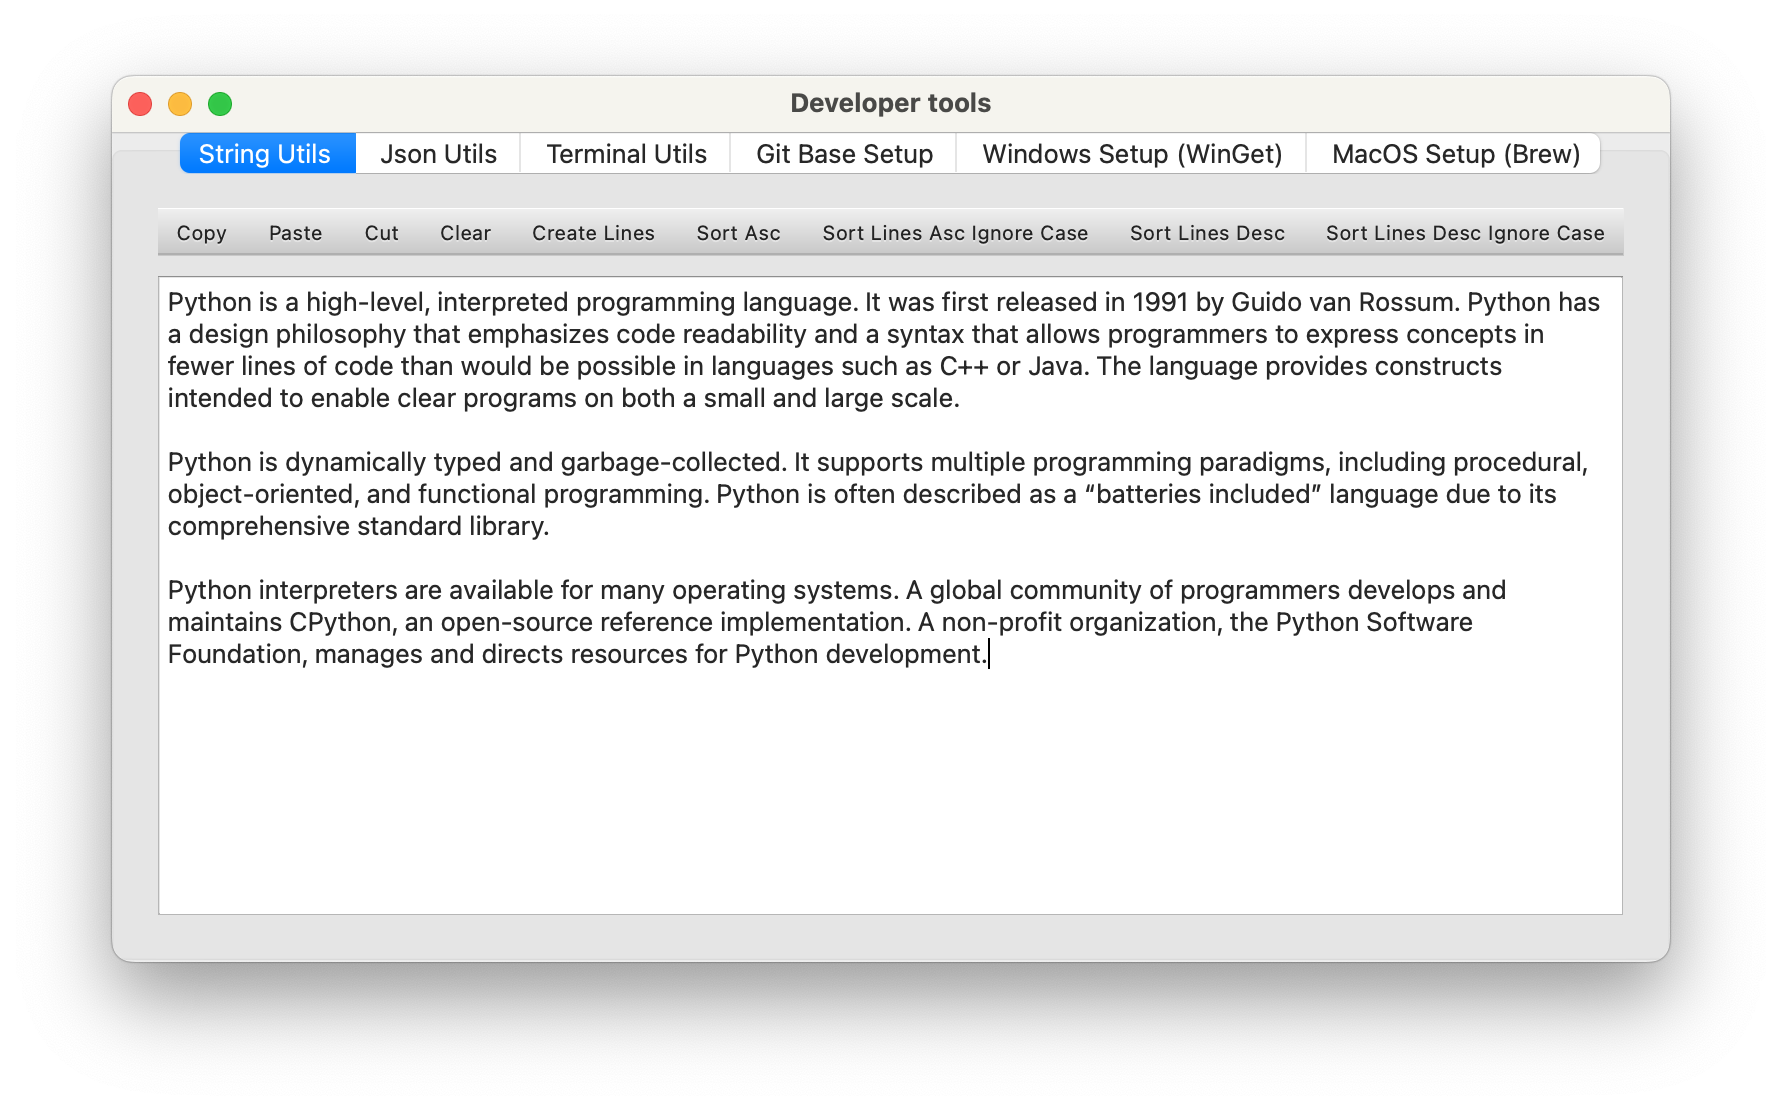 Developer tools
String Utils Json Utils Terminal Utils Git Base Setup Windows Setup (WinGet) MacOS Setup (Brew)
Copy Paste Cut Clear Create Lines Sort Asc Sort Lines Asc Ignore Case Sort Lines Desc Sort Lines Desc Ignore Case
Python is a high-level, interpreted programming language. It was first released in 1991 by Guido van Rossum. Python has
a design philosophy that emphasizes code readability and a syntax that allows programmers to express concepts in
fewer lines of code than would be possible in languages such as C++ or Java. The language provides constructs
intended to enable clear programs on both a small and large scale.
Python is dynamically typed and garbage-collected. It supports multiple programming paradigms, including procedural,
object-oriented, and functional programming. Python is often described as a “batteries included” language due to its
comprehensive standard library.
Python interpreters are available for many operating systems. A global community of programmers develops and
maintains CPython, an open-source reference implementation. A non-profit organization, the Python Software
Foundation, manages and directs resources for Python development.